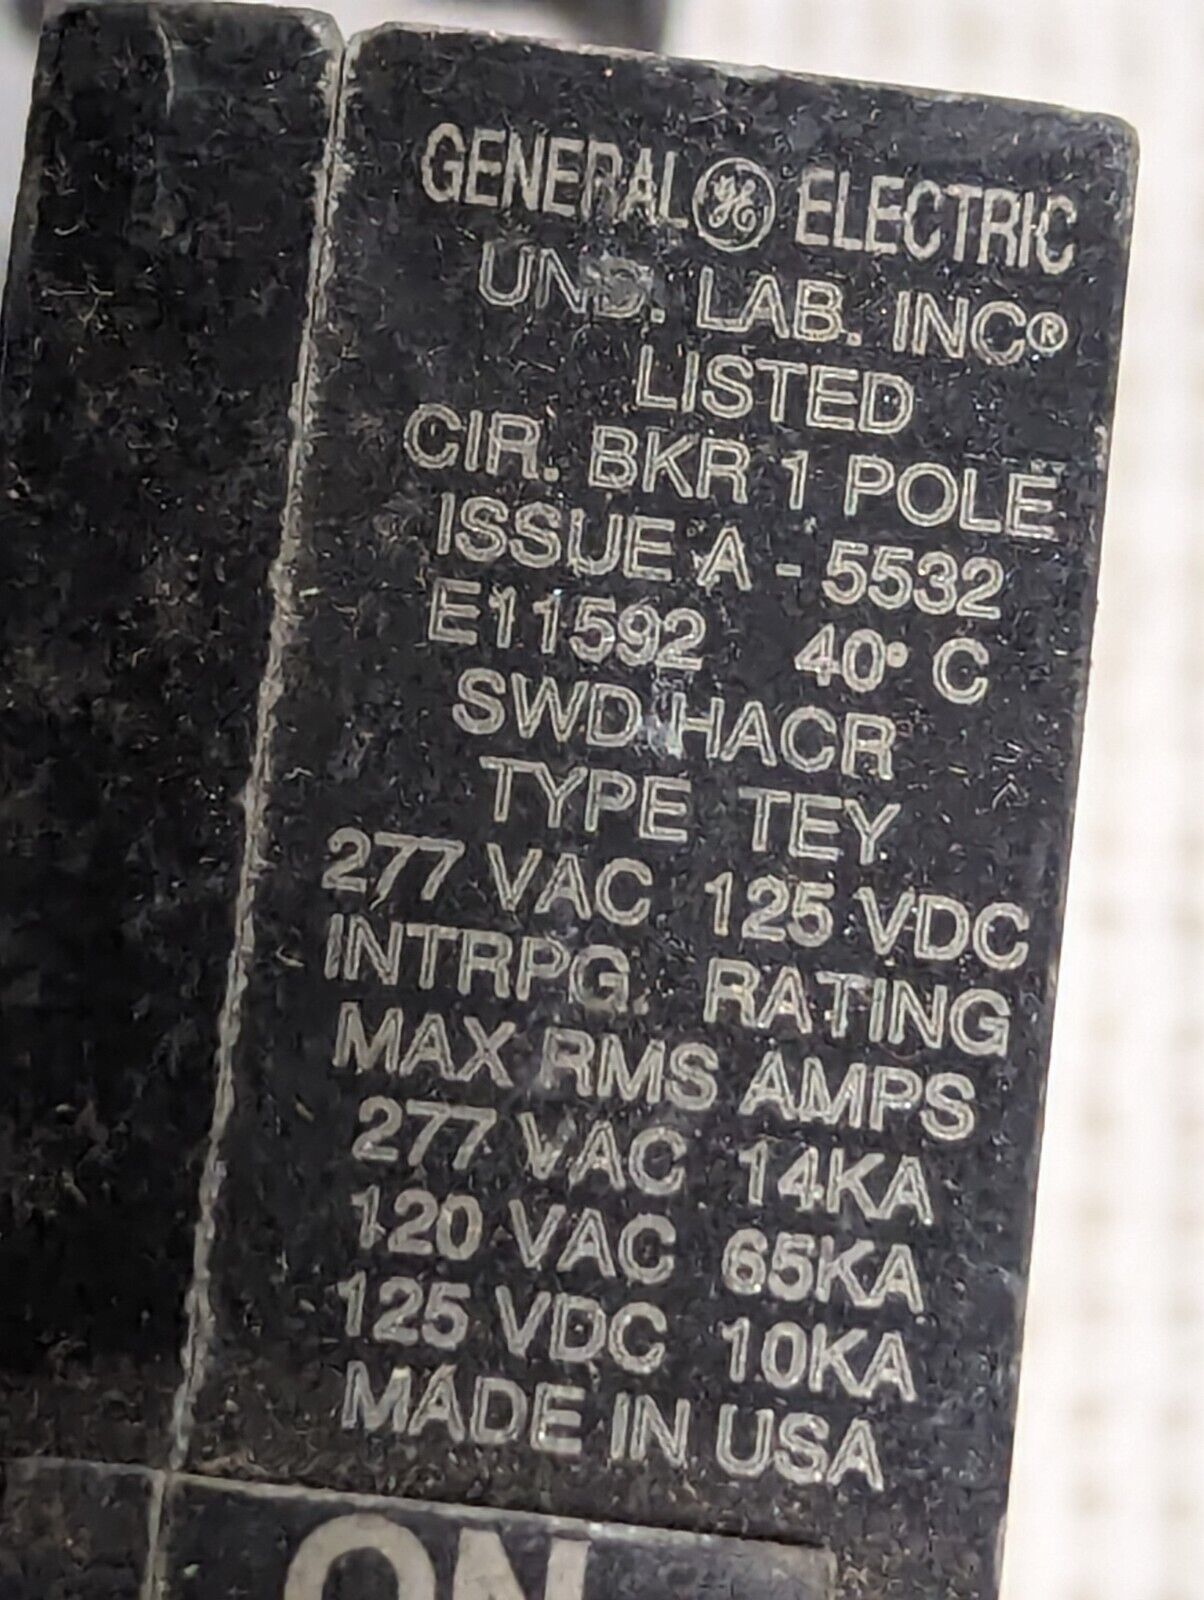 GENERAL GE ELECTRIC
UND. LAB. INC®
LISTED
CIR. BKR 1 POLE
ISSUE A - 5532
E11592 40° C
SWD HACR
TYPE TEY
277 VAC 125 VDC
INTRPG. RATING
MAX RMS AMPS
277 VAC 14KA
120 VAC 65KA
125 VDC 10KA
MADE IN USA
ON